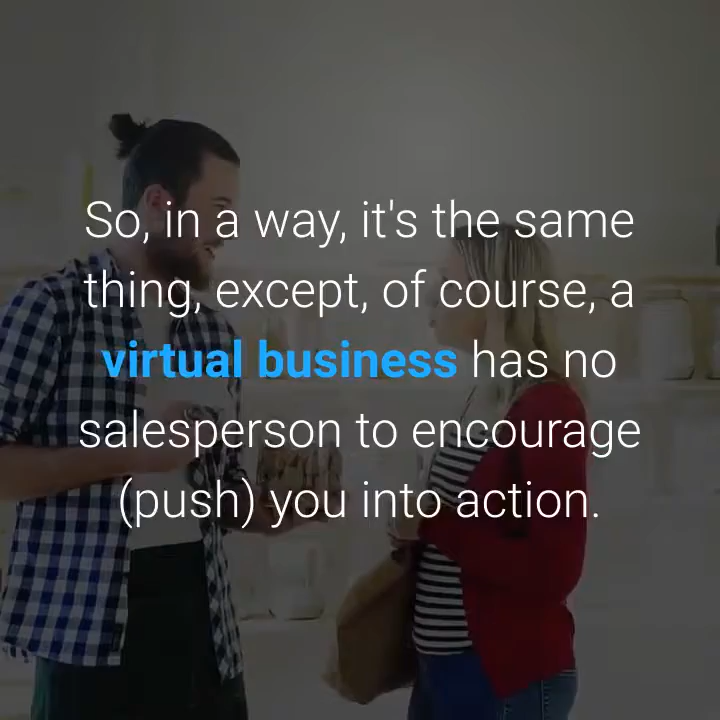 So, in a way, it's the same
thing, except, of course, a
virtual business has no
salesperson to encourage
(push) you into action.